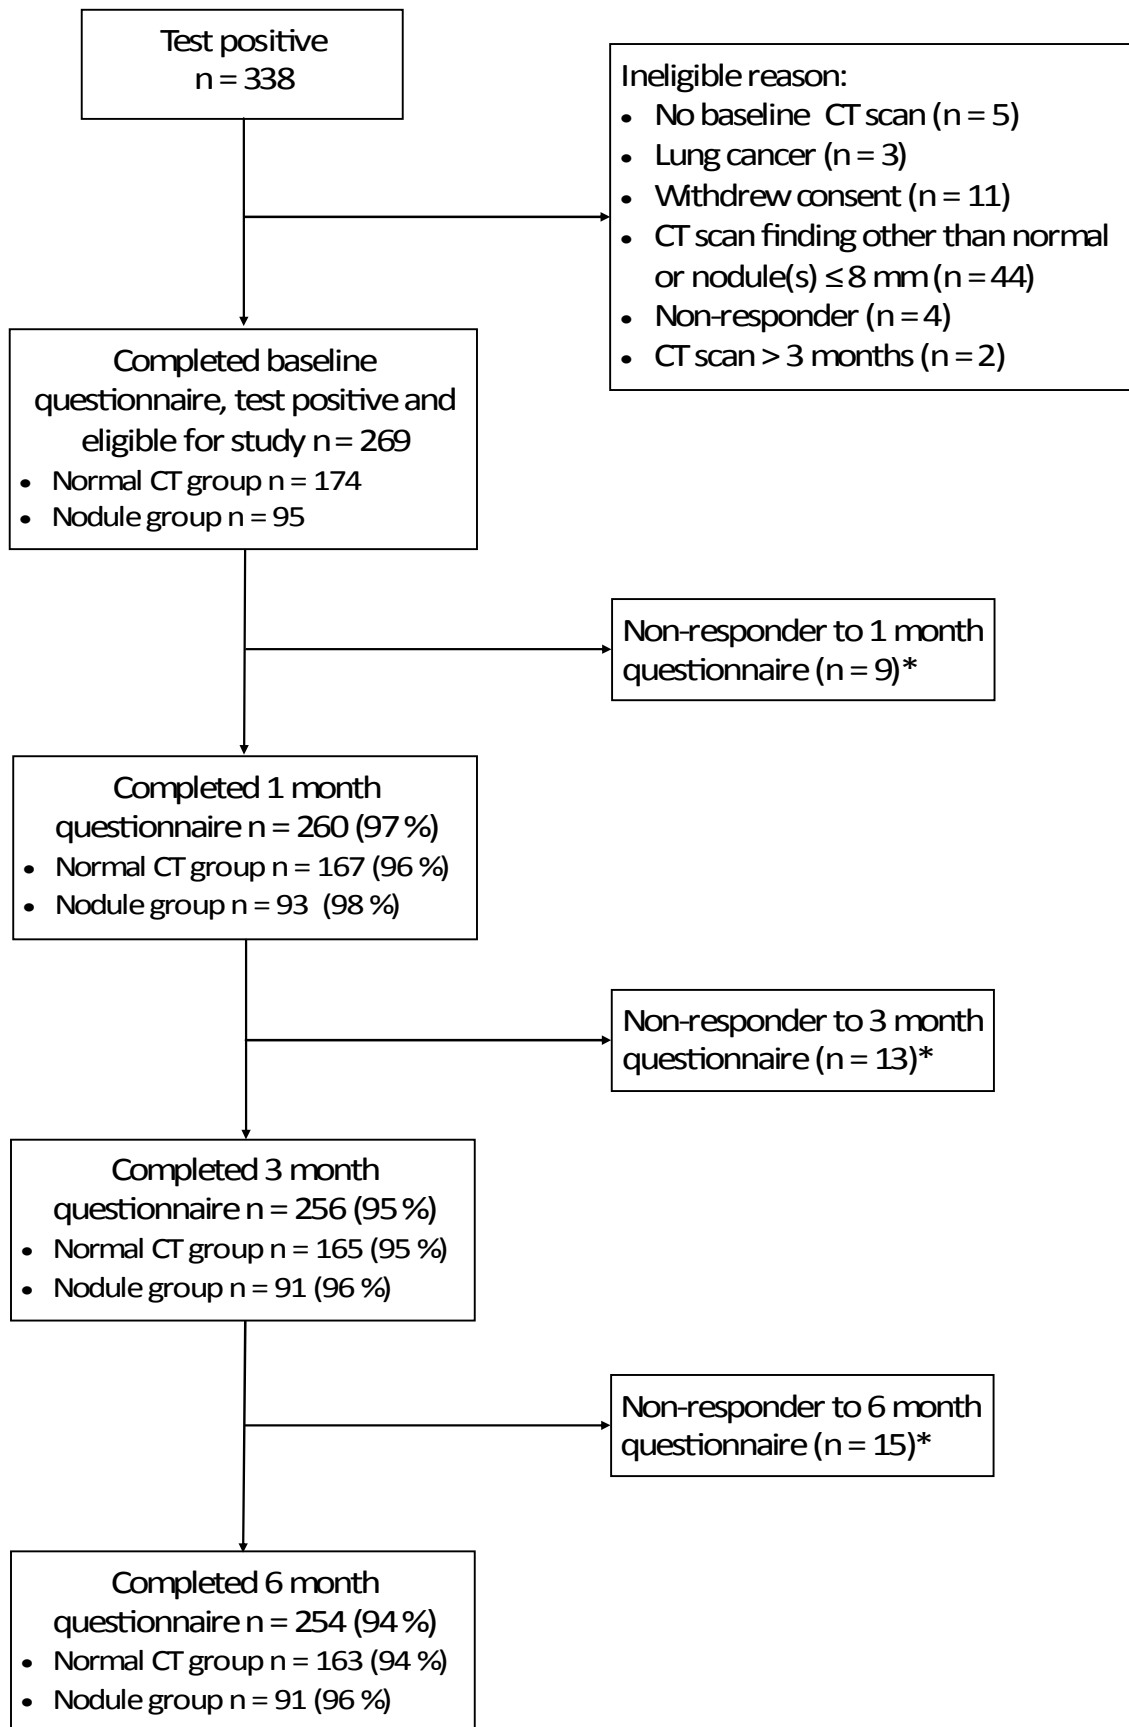 Test positive
n = 338
Ineligible reason:
• No baseline CT scan (n = 5)
• Lung cancer (n = 3)
• Withdrew consent (n = 11)
• CT scan finding other than normal
or nodule(s) ≤ 8 mm (n = 44)
• Non-responder (n = 4)
• CT scan > 3 months (n = 2)
Completed baseline
questionnaire, test positive and
eligible for study n = 269
• Normal CT group n = 174
• Nodule group n = 95
Non-responder to 1 month
questionnaire (n = 9)*
Completed 1 month
questionnaire n = 260 (97 %)
• Normal CT group n = 167 (96 %)
• Nodule group n = 93 (98 %)
Non-responder to 3 month
questionnaire (n = 13)*
Completed 3 month
questionnaire n = 256 (95 %)
• Normal CT group n = 165 (95 %)
• Nodule group n = 91 (96 %)
Non-responder to 6 month
questionnaire (n = 15)*
Completed 6 month
questionnaire n = 254 (94 %)
• Normal CT group n = 163 (94 %)
• Nodule group n = 91 (96 %)